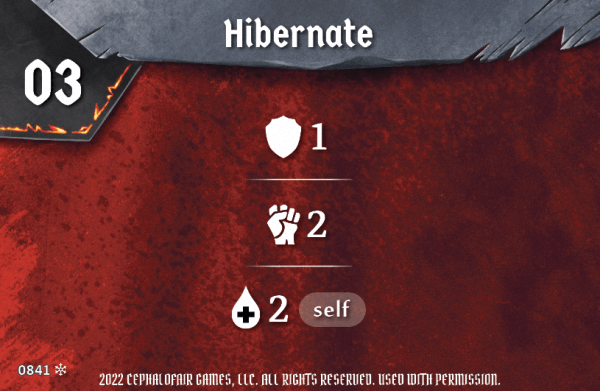 Hibernate
03
1
2
2 self
0841
2022 CEPHALOFAIR GAMES, LLC. ALL RIGHTS RESERVED. USED WITH PERMISSION.